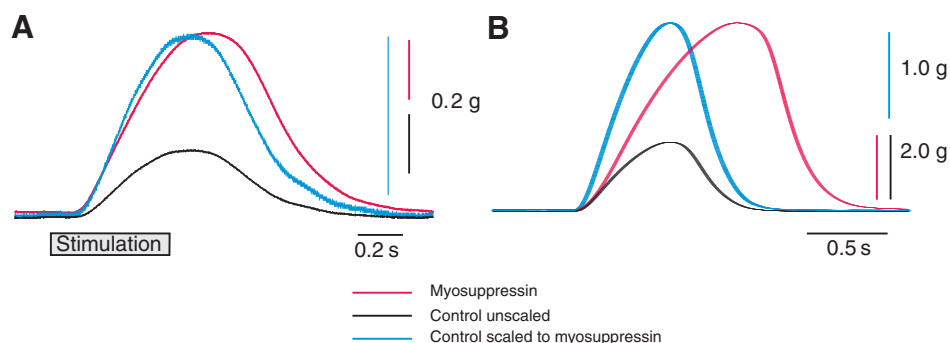 A
B
1.0 g
0.2 g
2.0 g
Stimulation
0.2 s
0.5 s
Myosuppressin
Control unscaled
Control scaled to myosuppressin